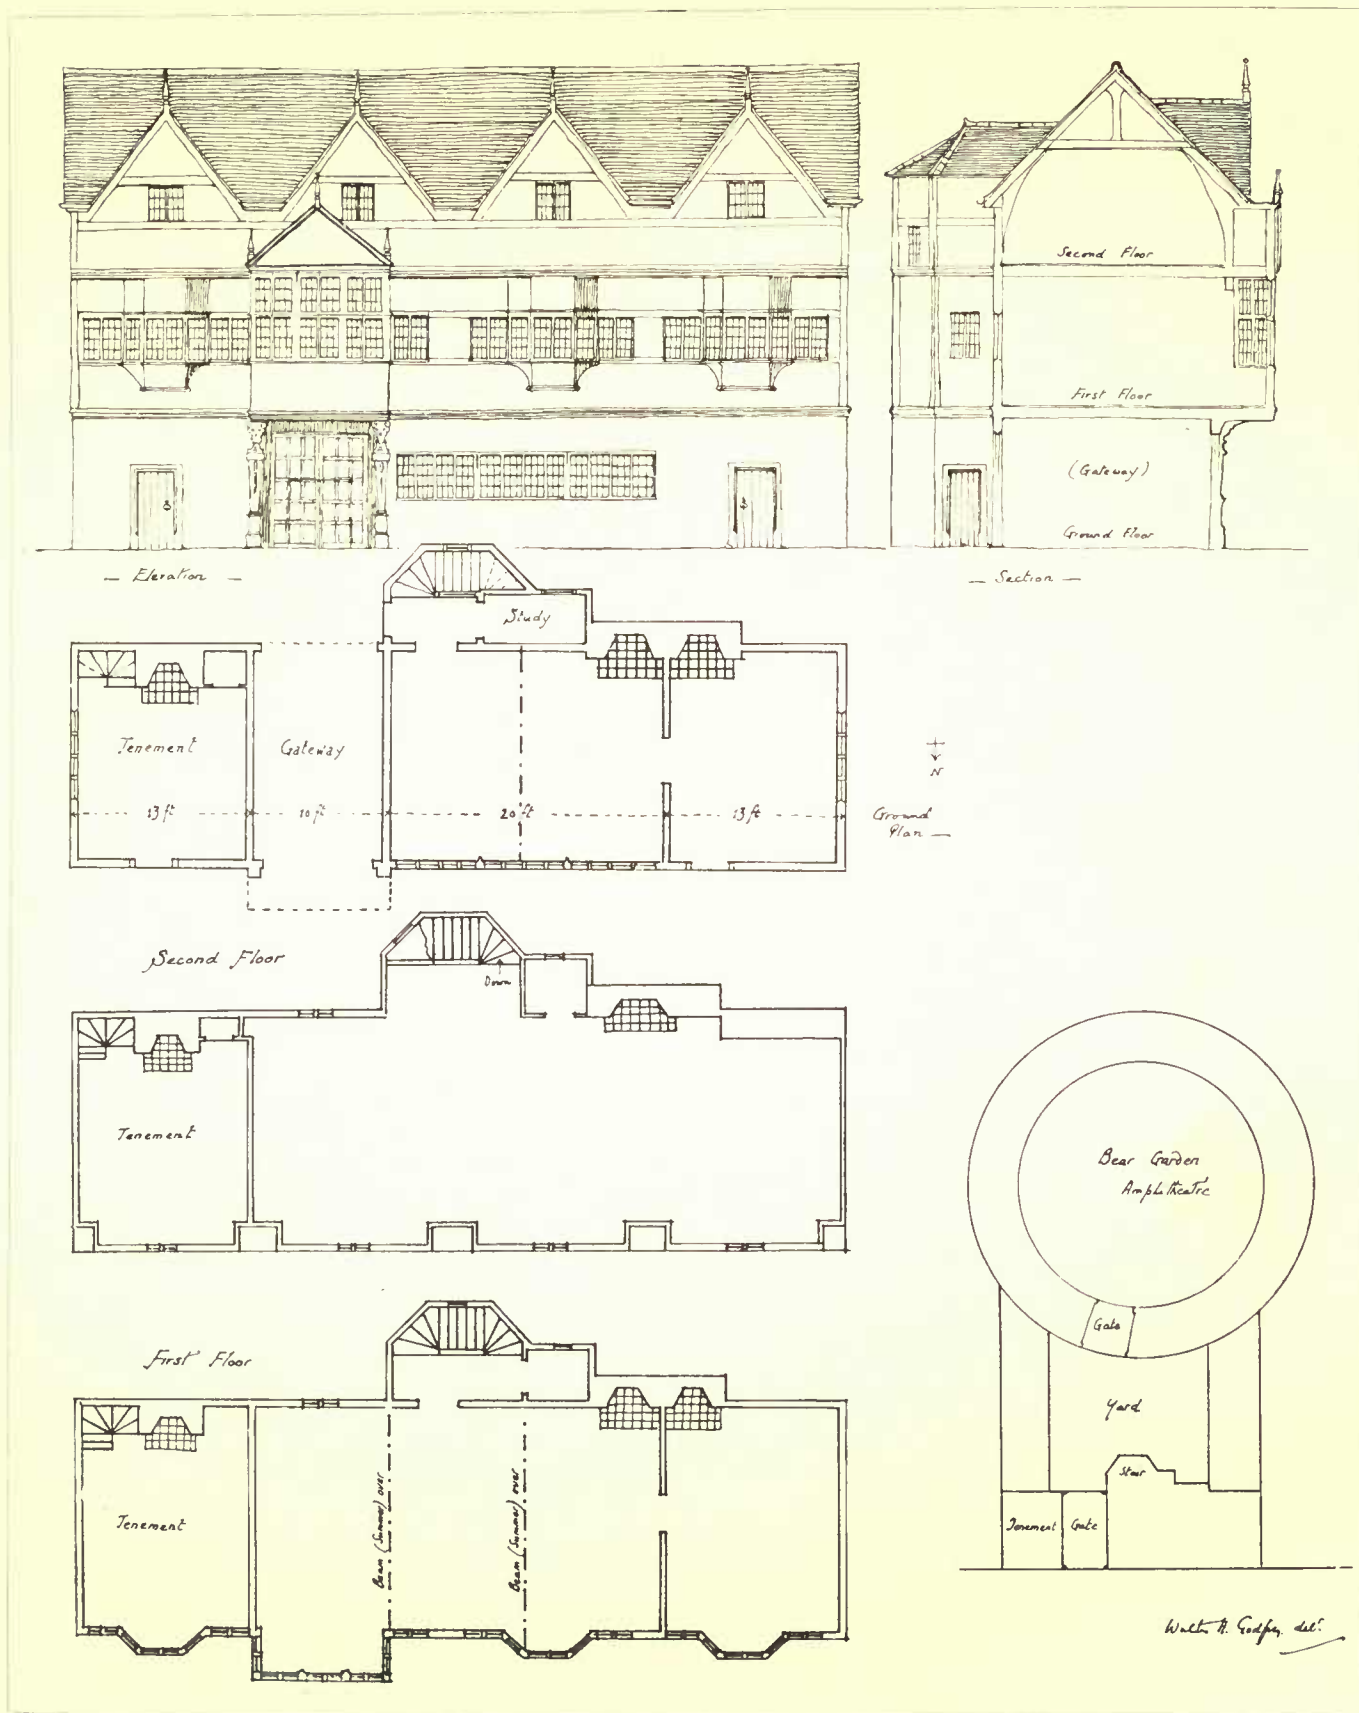 Second Floor
First Floor
(Gateway)
Ground Floor
— Elevation —
— Section —
Study
Tenement
Gateway
N
13 ft
10 ft
20 ft
13 ft
Ground
Plan —
Second Floor
Down
Tenement
Bear Garden
Amphitheatre
Gate
First Floor
Yard
Stair
Beam (Summer) over
Beam (Summer) over
Tenement
Tenement
Gate
Walter H. Godfrey. delt.